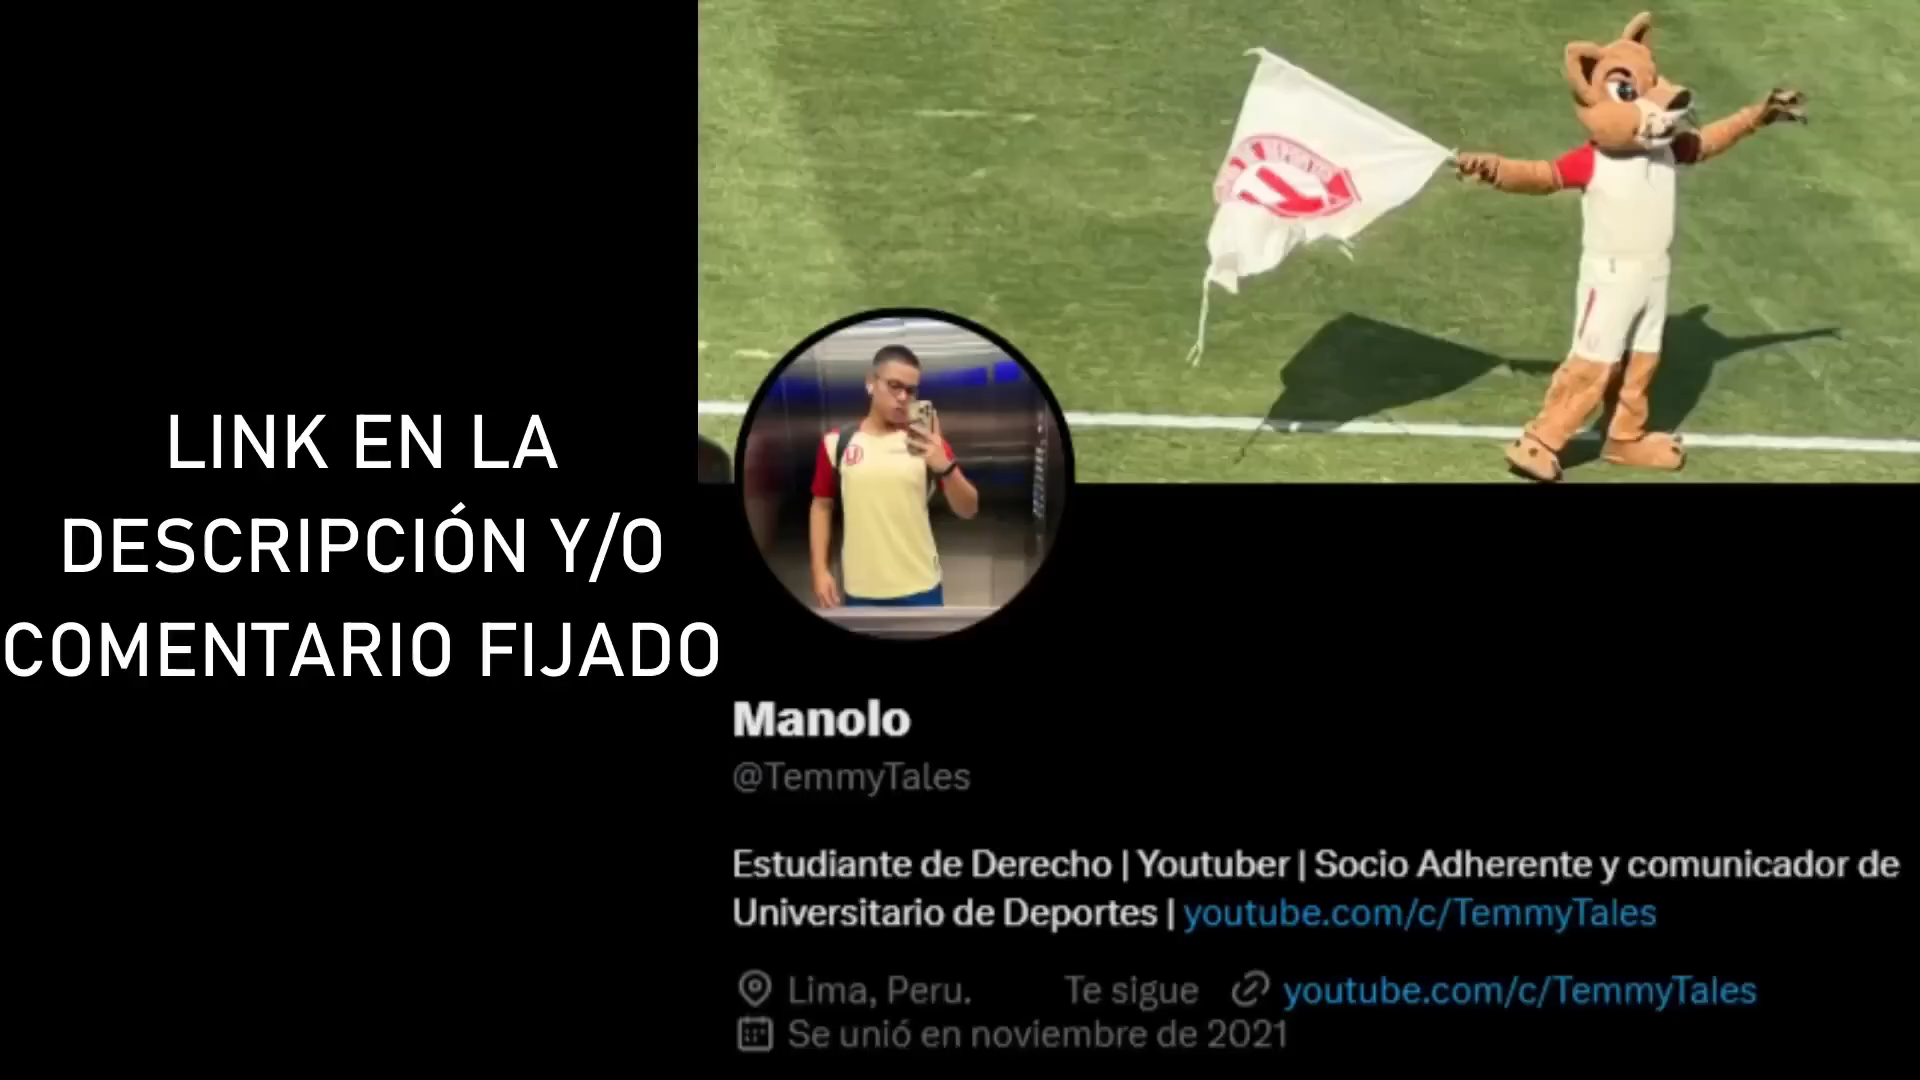 LINK EN LA
DESCRIPCIÓN Y/O
COMENTARIO FIJADO
Manolo
@TemmyTales
Estudiante de Derecho | Youtuber | Socio Adherente y comunicador de
Universitario de Deportes | youtube.com/c/TemmyTales
Lima, Peru. Te sigue youtube.com/c/TemmyTales
Se unió en noviembre de 2021